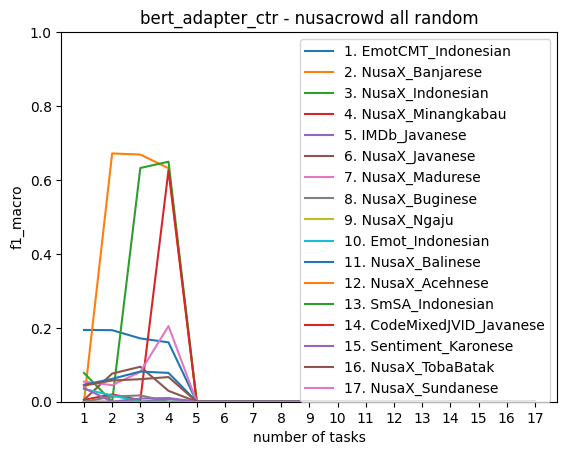 bert_adapter_ctr - nusacrowd all random
1.0
0.8
0.6
0.4
0.2
0.0
f1_macro
1. EmotCMT_Indonesian
2. NusaX_Banjarese
3. NusaX_Indonesian
4. NusaX_Minangkabau
5. IMDb_Javanese
6. NusaX_Javanese
7. NusaX_Madurese
8. NusaX_Buginese
9. NusaX_Ngaju
10. Emot_Indonesian
11. NusaX_Balinese
12. NusaX_Acehnese
13. SmSA_Indonesian
14. CodeMixedJVID_Javanese
15. Sentiment_Karonese
16. NusaX_TobaBatak
17. NusaX_Sundanese
1 2 3 4 5 6 7 8 9 10 11 12 13 14 15 16 17
number of tasks